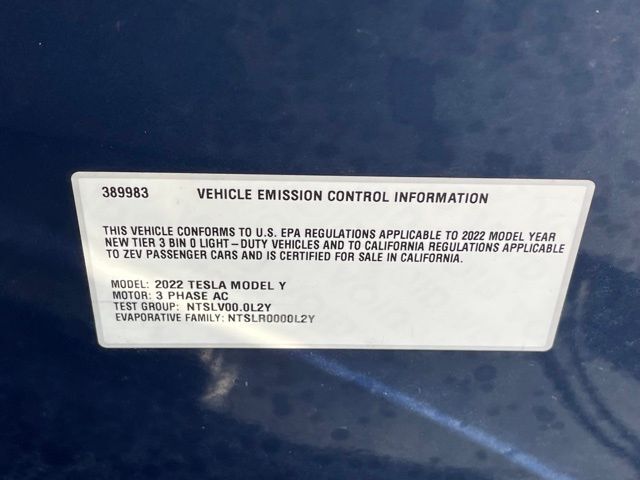 389983 VEHICLE EMISSION CONTROL INFORMATION
THIS VEHICLE CONFORMS TO U.S. EPA REGULATIONS APPLICABLE TO 2022 MODEL YEAR
NEW TIER 3 BIN 0 LIGHT-DUTY VEHICLES AND TO CALIFORNIA REGULATIONS APPLICABLE
TO ZEV PASSENGER CARS AND IS CERTIFIED FOR SALE IN CALIFORNIA.
MODEL: 2022 TESLA MODEL Y
MOTOR: 3 PHASE AC
TEST GROUP: NTSLV00.0L2Y
EVAPORATIVE FAMILY: NTSLR0000L2Y